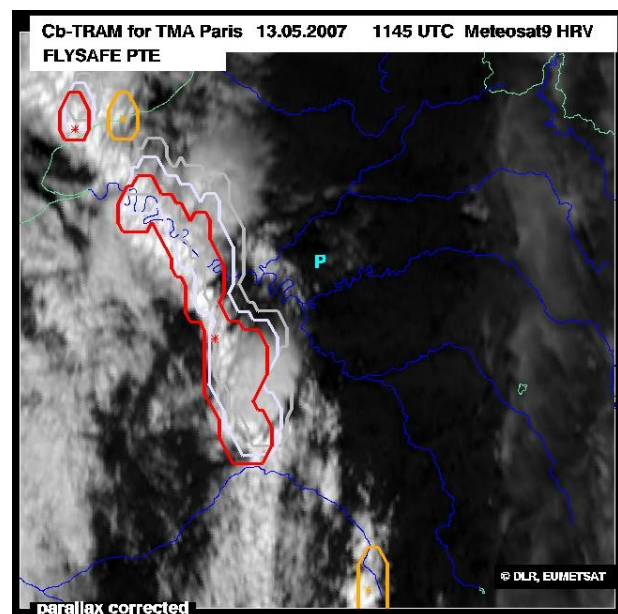 Cb-TRAM for TMA Paris 13.05.2007 1145 UTC Meteosat9 HRV
FLYSAFE PTE
P
© DLR, EUMETSAT
parallax corrected